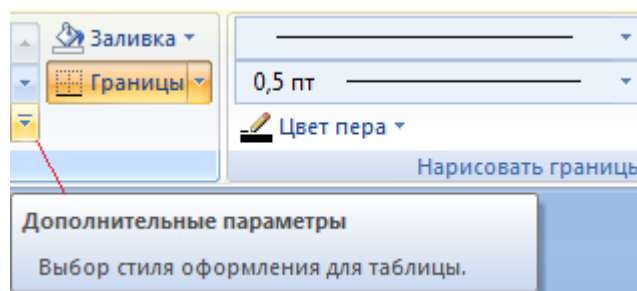 Заливка
Границы
0,5 пт
Цвет пера
Нарисовать границы
Дополнительные параметры
Выбор стиля оформления для таблицы.